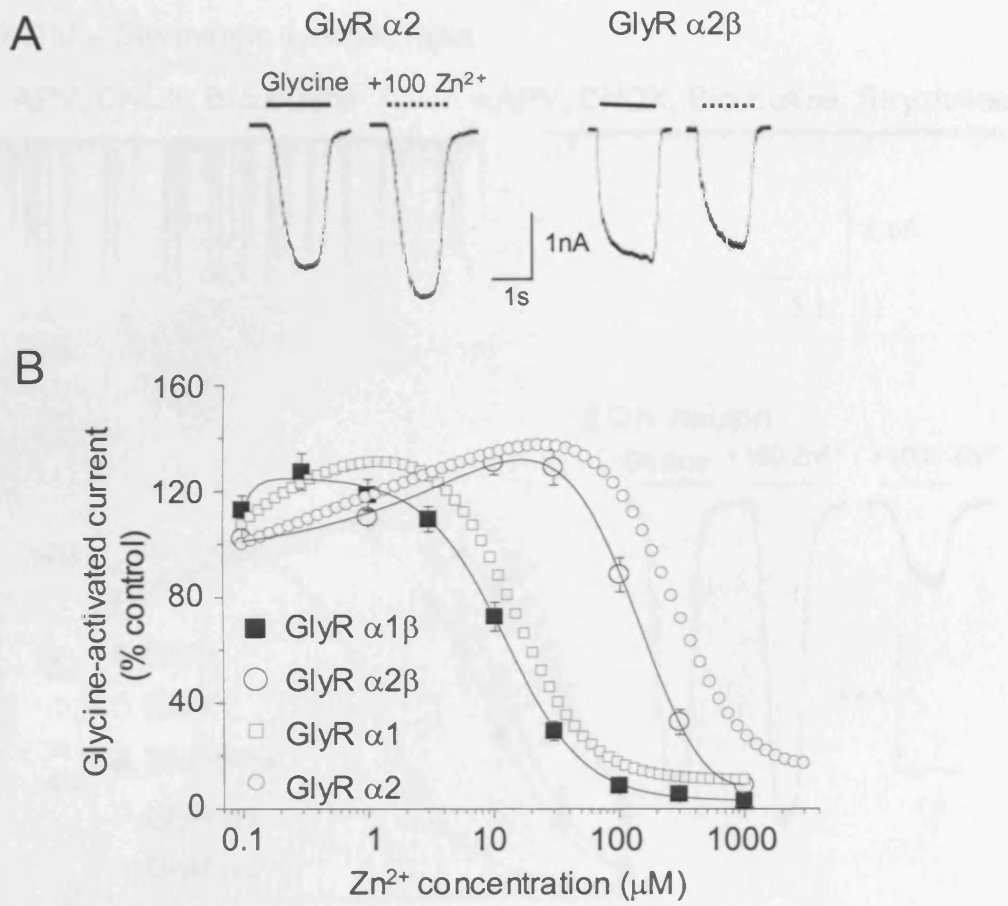 A
GlyR α2
GlyR α2β
Glycine
+100 Zn²⁺
1nA
1s
B
Glycine-activated current
(% control)
160
120
80
40
0
GlyR α1β
GlyR α2β
GlyR α1
GlyR α2
0.1
1
10
100
1000
Zn²⁺ concentration (μM)